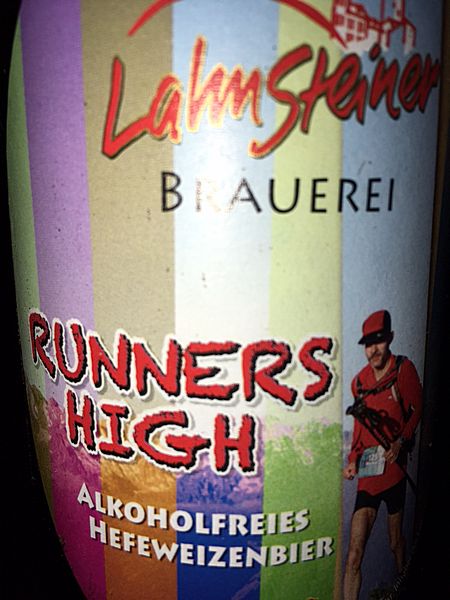 LahnSteiner
BRAUEREI
RUNNERS
HIGH
ALKOHOLFREIES
HEFEWEIZENBIER